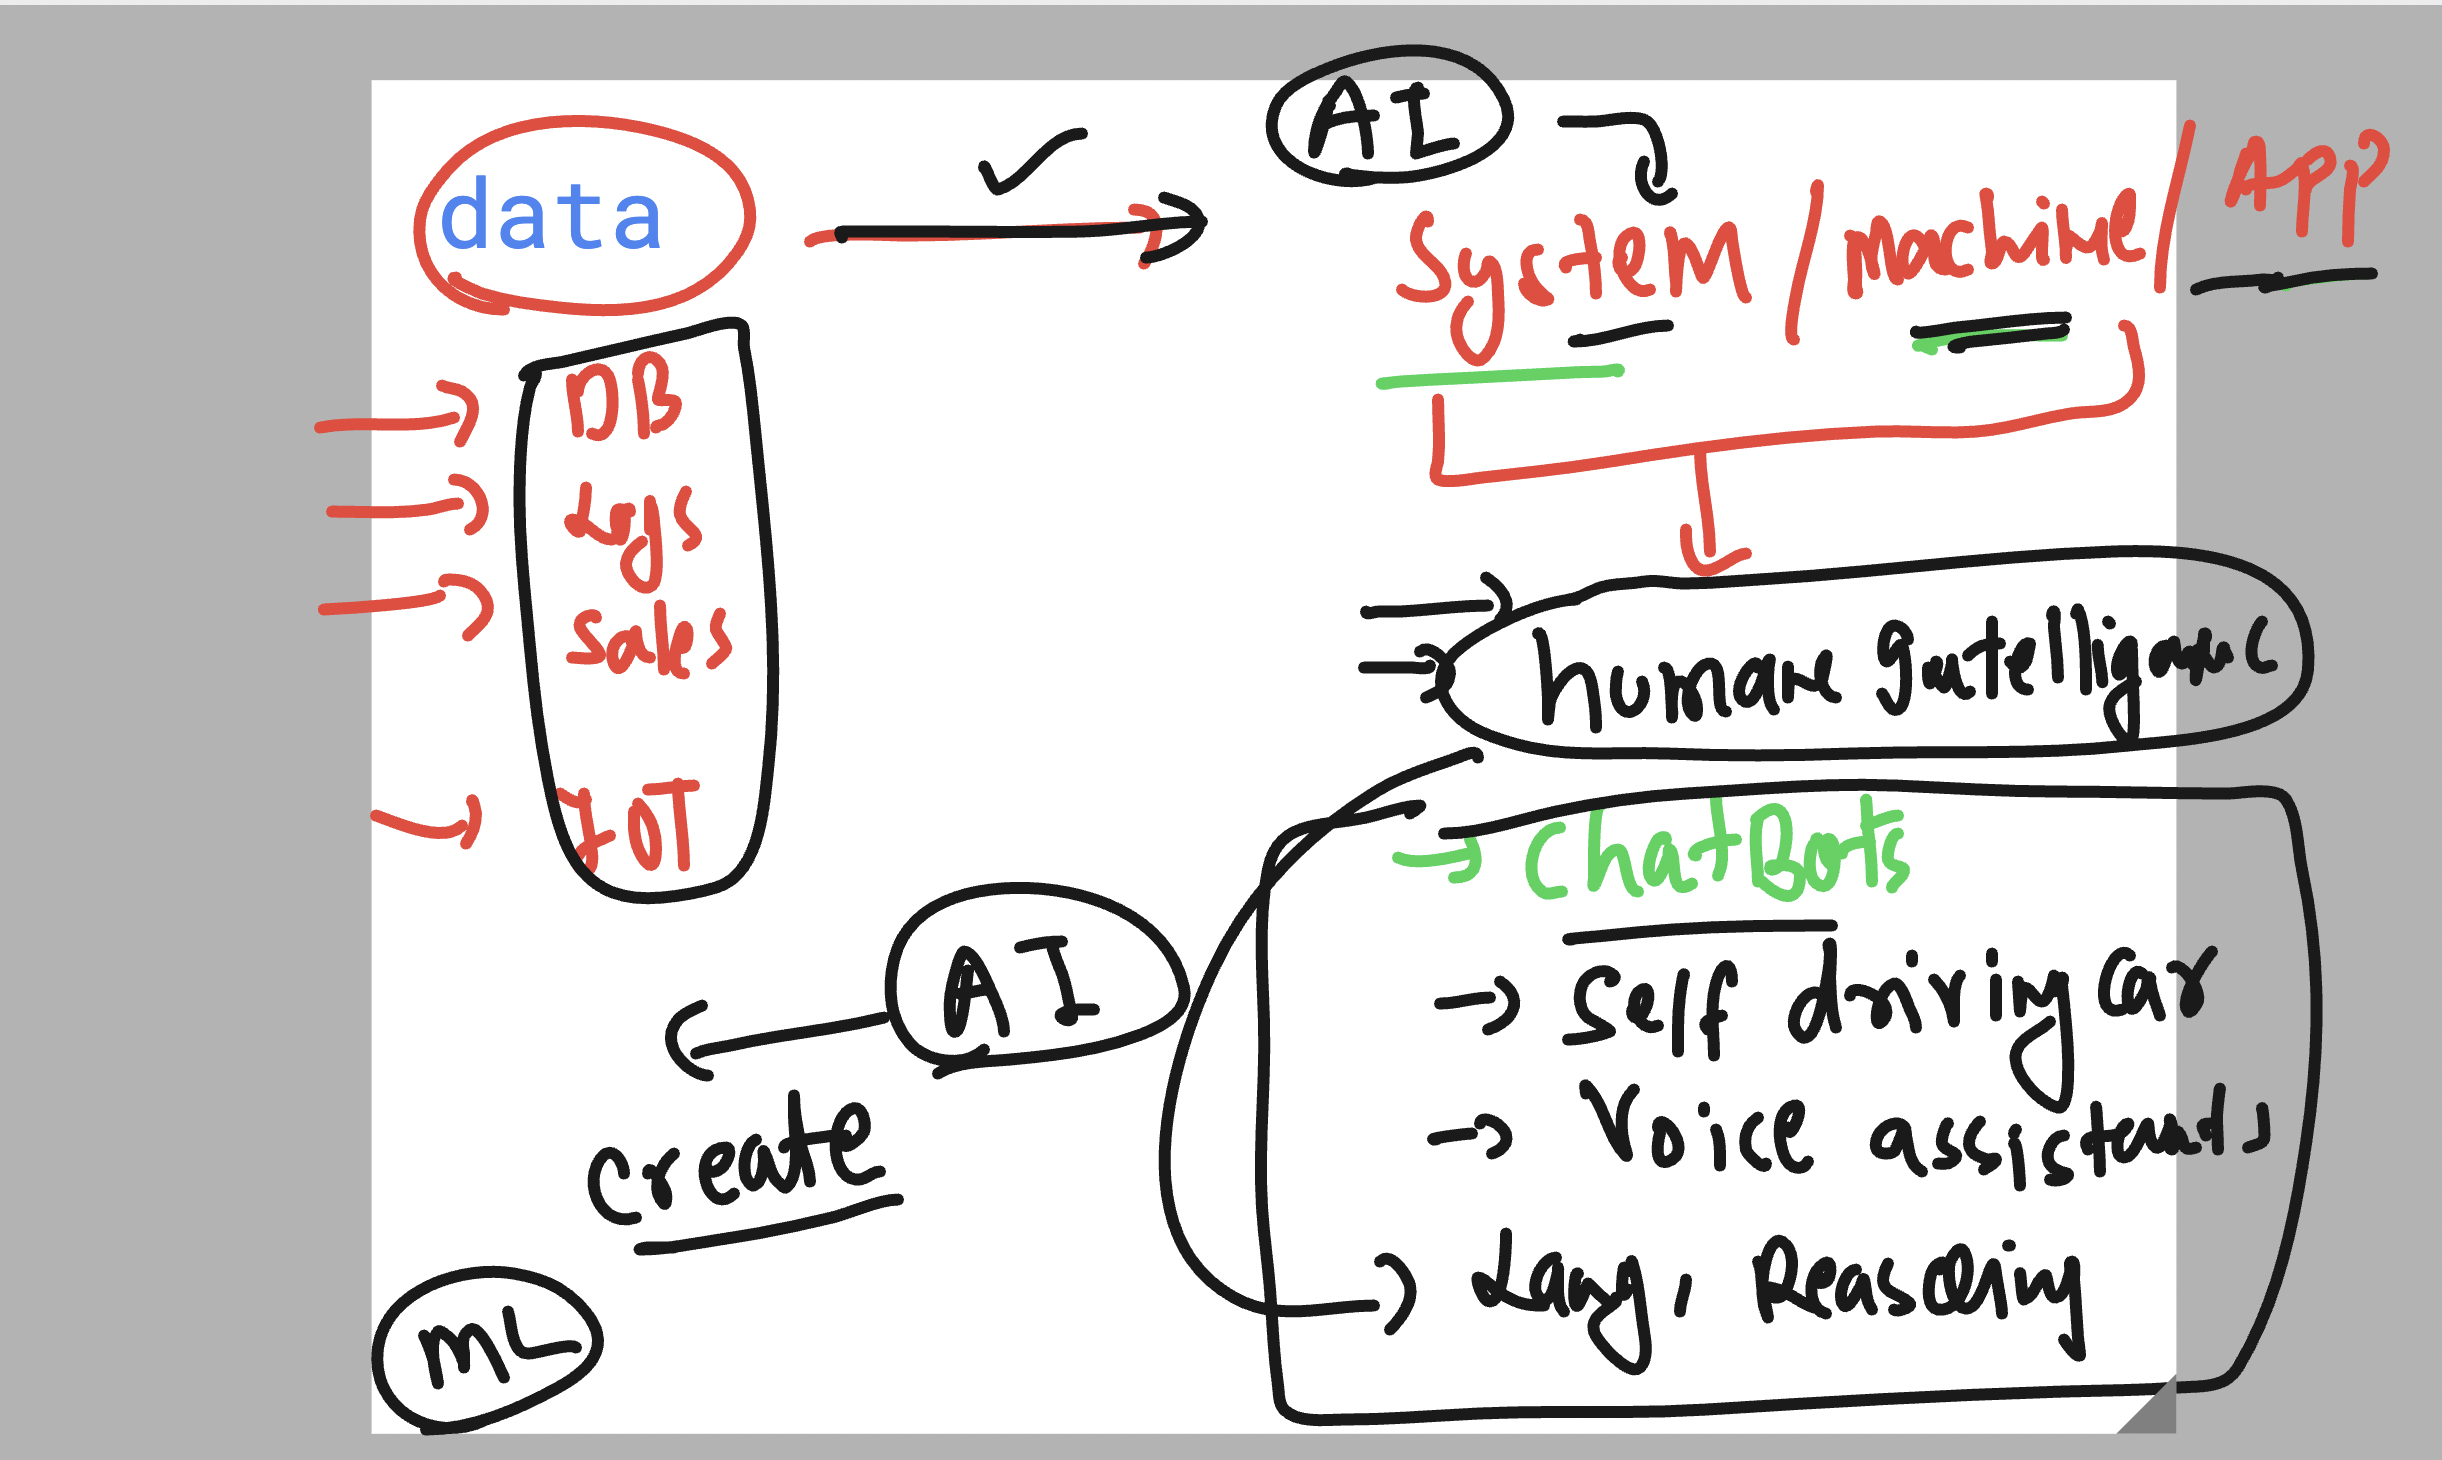 data
AI
System / Machine / App
DB
Logs
Sales
IOT
human Intelligence
ChatBots
Self driving Car
AI
Voice assistants
create
Lang, Reasoning
ML